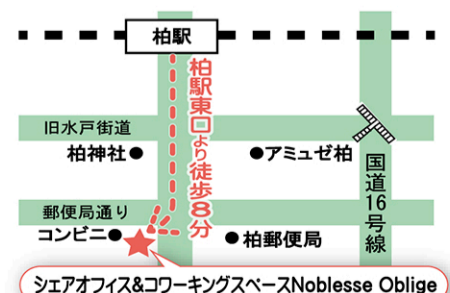 柏駅
柏駅東口より徒歩8分
旧水戸街道
柏神社
アミュゼ柏
国道16号線
郵便局通り
コンビニ
柏郵便局
シェアオフィス&コワーキングスペースNoblesse Oblige